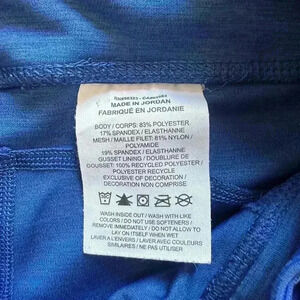 MADE IN JORDAN
FABRIQUÉ EN JORDANIE
BODY / CORPS: 83% POLYESTER
17% SPANDEX / ELASTHANNE
MESH / MAILLE FILET: 81% NYLON /
POLYAMIDE
19% SPANDEX / ELASTHANNE
GUSSET LINING / DOUBLURE DE
GOUSSET: 100% RECYCLED POLYESTER /
POLYESTER RECYCLÉ
EXCLUSIVE OF DECORATION /
DECORATION NON COMPRISE
WASH INSIDE OUT / WASH WITH LIKE
COLORS / DO NOT USE SOFTENERS /
REMOVE IMMEDIATELY / DO NOT ALLOW TO
LAY ON ITSELF WHEN WET
LAVER A L'ENVERS / LAVER AVEC COULEURS
SIMILAIRES / NE PAS UTILISER